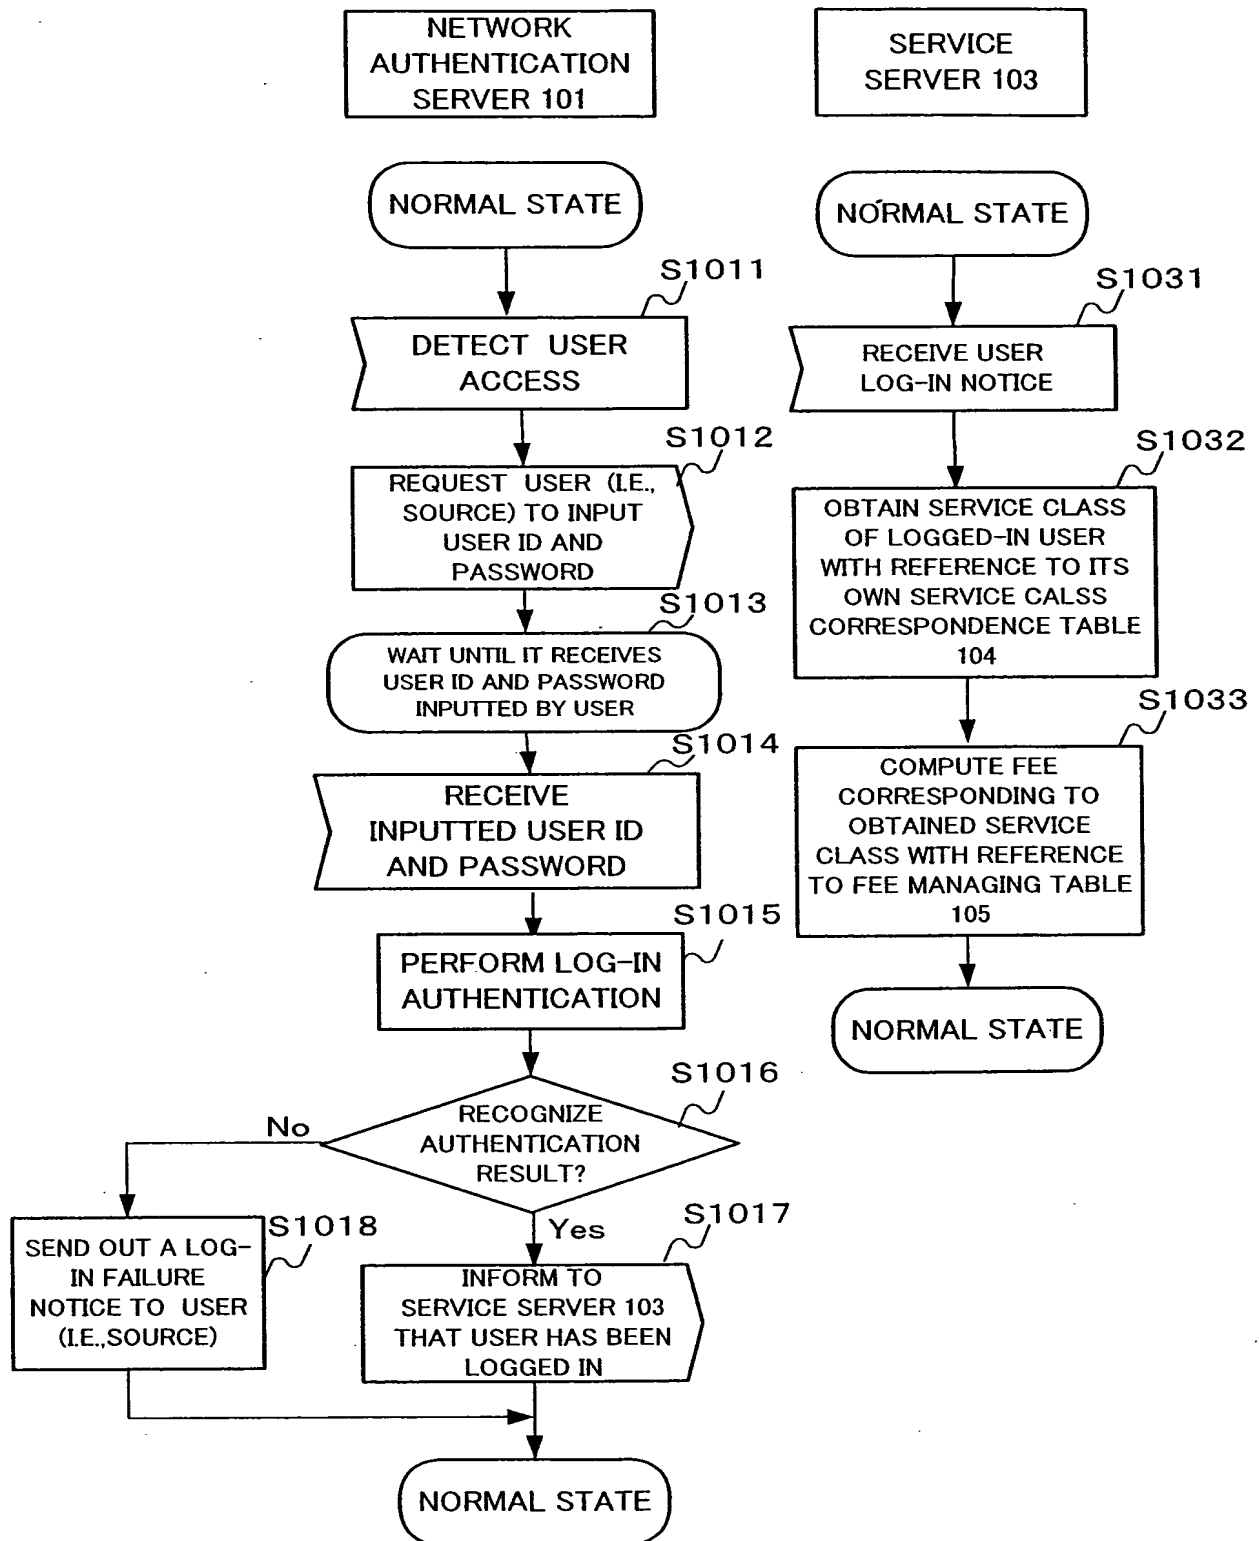 NETWORK
AUTHENTICATION
SERVER 101
NORMAL STATE
S1011
DETECT USER
ACCESS
S1012
REQUEST USER (I.E.,
SOURCE) TO INPUT
USER ID AND
PASSWORD
S1013
WAIT UNTIL IT RECEIVES
USER ID AND PASSWORD
INPUTTED BY USER
S1014
RECEIVE
INPUTTED USER ID
AND PASSWORD
S1015
PERFORM LOG-IN
AUTHENTICATION
S1016
RECOGNIZE
AUTHENTICATION
RESULT?
No
Yes
S1018
SEND OUT A LOG-
IN FAILURE
NOTICE TO USER
(I.E.,SOURCE)
S1017
INFORM TO
SERVICE SERVER 103
THAT USER HAS BEEN
LOGGED IN
NORMAL STATE
SERVICE
SERVER 103
NORMAL STATE
S1031
RECEIVE USER
LOG-IN NOTICE
S1032
OBTAIN SERVICE CLASS
OF LOGGED-IN USER
WITH REFERENCE TO ITS
OWN SERVICE CALSS
CORRESPONDENCE TABLE
104
S1033
COMPUTE FEE
CORRESPONDING TO
OBTAINED SERVICE
CLASS WITH REFERENCE
TO FEE MANAGING TABLE
105
NORMAL STATE